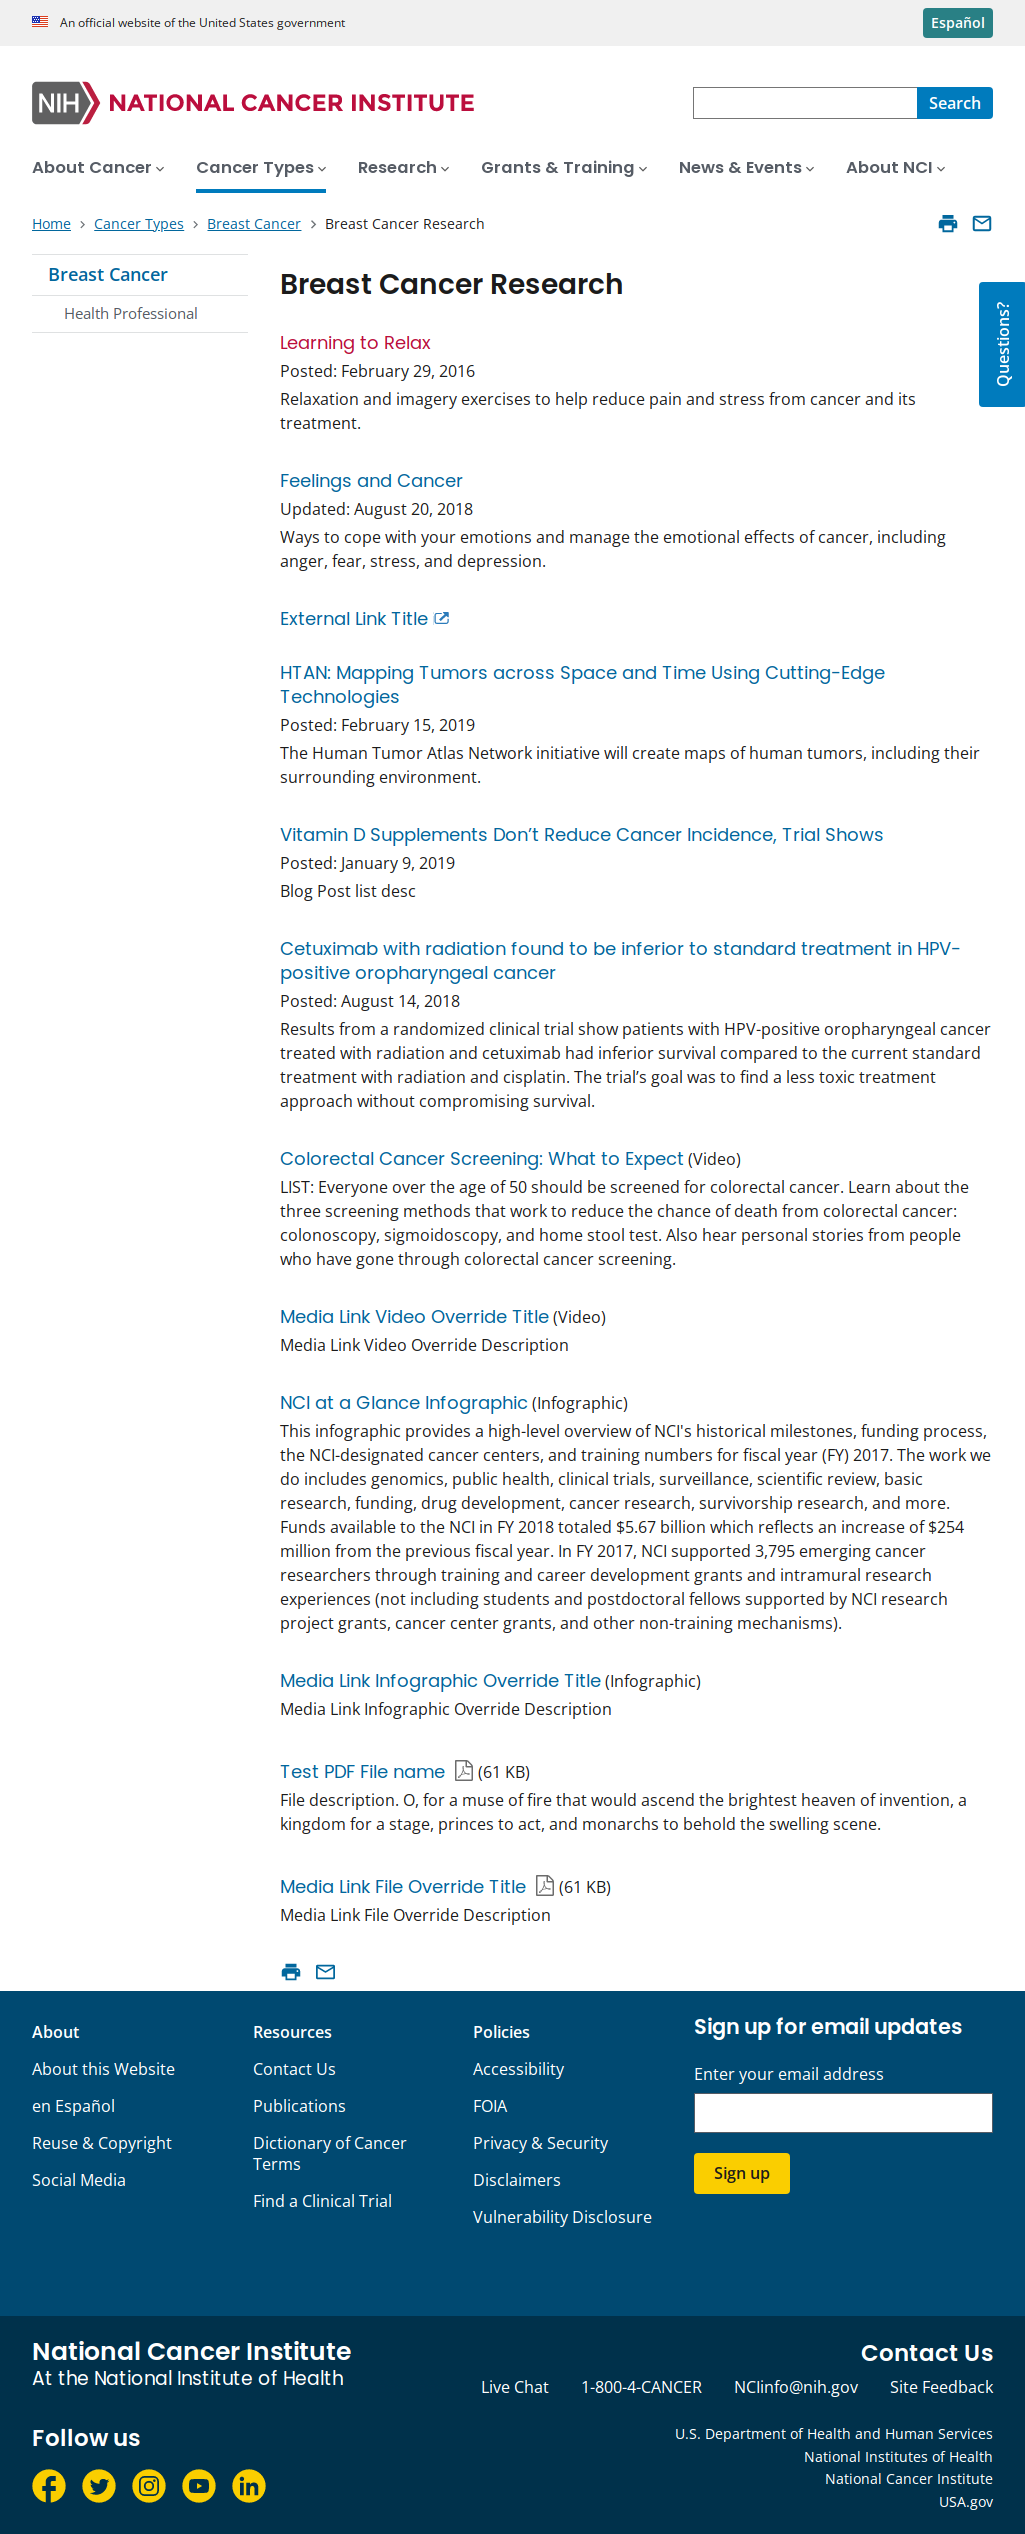 An official website of the United States government
Español
NIH NATIONAL CANCER INSTITUTE
Search
About Cancer Cancer Types Research Grants & Training News & Events About NCI
Home Cancer Types Breast Cancer Breast Cancer Research
Breast Cancer
Health Professional
Questions?
Breast Cancer Research
Learning to Relax
Posted: February 29, 2016
Relaxation and imagery exercises to help reduce pain and stress from cancer and its
treatment.
Feelings and Cancer
Updated: August 20, 2018
Ways to cope with your emotions and manage the emotional effects of cancer, including
anger, fear, stress, and depression.
External Link Title
HTAN: Mapping Tumors across Space and Time Using Cutting-Edge
Technologies
Posted: February 15, 2019
The Human Tumor Atlas Network initiative will create maps of human tumors, including their
surrounding environment.
Vitamin D Supplements Don’t Reduce Cancer Incidence, Trial Shows
Posted: January 9, 2019
Blog Post list desc
Cetuximab with radiation found to be inferior to standard treatment in HPV-
positive oropharyngeal cancer
Posted: August 14, 2018
Results from a randomized clinical trial show patients with HPV-positive oropharyngeal cancer
treated with radiation and cetuximab had inferior survival compared to the current standard
treatment with radiation and cisplatin. The trial’s goal was to find a less toxic treatment
approach without compromising survival.
Colorectal Cancer Screening: What to Expect (Video)
LIST: Everyone over the age of 50 should be screened for colorectal cancer. Learn about the
three screening methods that work to reduce the chance of death from colorectal cancer:
colonoscopy, sigmoidoscopy, and home stool test. Also hear personal stories from people
who have gone through colorectal cancer screening.
Media Link Video Override Title (Video)
Media Link Video Override Description
NCI at a Glance Infographic (Infographic)
This infographic provides a high-level overview of NCI's historical milestones, funding process,
the NCI-designated cancer centers, and training numbers for fiscal year (FY) 2017. The work we
do includes genomics, public health, clinical trials, surveillance, scientific review, basic
research, funding, drug development, cancer research, survivorship research, and more.
Funds available to the NCI in FY 2018 totaled $5.67 billion which reflects an increase of $254
million from the previous fiscal year. In FY 2017, NCI supported 3,795 emerging cancer
researchers through training and career development grants and intramural research
experiences (not including students and postdoctoral fellows supported by NCI research
project grants, cancer center grants, and other non-training mechanisms).
Media Link Infographic Override Title (Infographic)
Media Link Infographic Override Description
Test PDF File name (61 KB)
File description. O, for a muse of fire that would ascend the brightest heaven of invention, a
kingdom for a stage, princes to act, and monarchs to behold the swelling scene.
Media Link File Override Title (61 KB)
Media Link File Override Description
About
About this Website
en Español
Reuse & Copyright
Social Media
Resources
Contact Us
Publications
Dictionary of Cancer
Terms
Find a Clinical Trial
Policies
Accessibility
FOIA
Privacy & Security
Disclaimers
Vulnerability Disclosure
Sign up for email updates
Enter your email address
Sign up
National Cancer Institute
At the National Institute of Health
Contact Us
Live Chat 1-800-4-CANCER NCIinfo@nih.gov Site Feedback
Follow us
U.S. Department of Health and Human Services
National Institutes of Health
National Cancer Institute
USA.gov